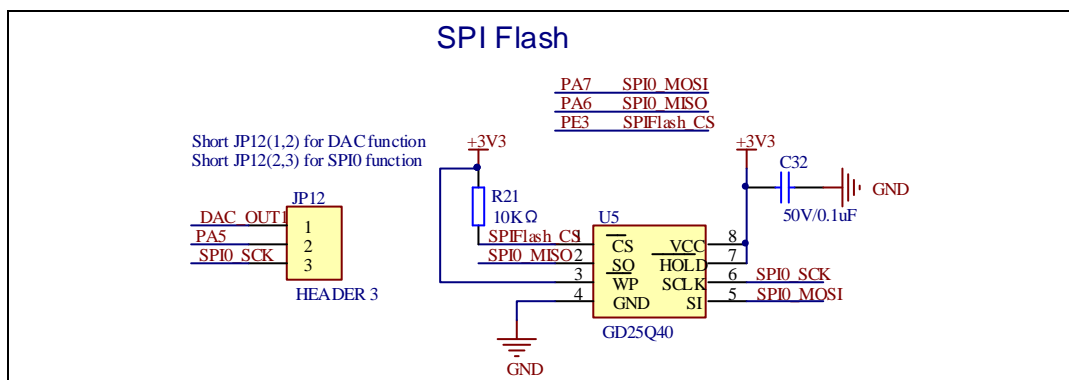 SPI Flash
PA7 SPI0_MOSI
PA6 SPI0_MISO
PE3 SPIFlash_CS
Short JP12(1,2) for DAC function
Short JP12(2,3) for SPI0 function
+3V3
+3V3
C32
GND
50V/0.1uF
R21
10KΩ
JP12
DAC_OUT1
1
PA5
2
SPI0_SCK
3
HEADER 3
U5
SPIFlash_CS 1 CS VCC 8
SPI0_MISO 2 SO HOLD 7
3 WP SCLK 6 SPI0_SCK
4 GND SI 5 SPI0_MOSI
GD25Q40
GND